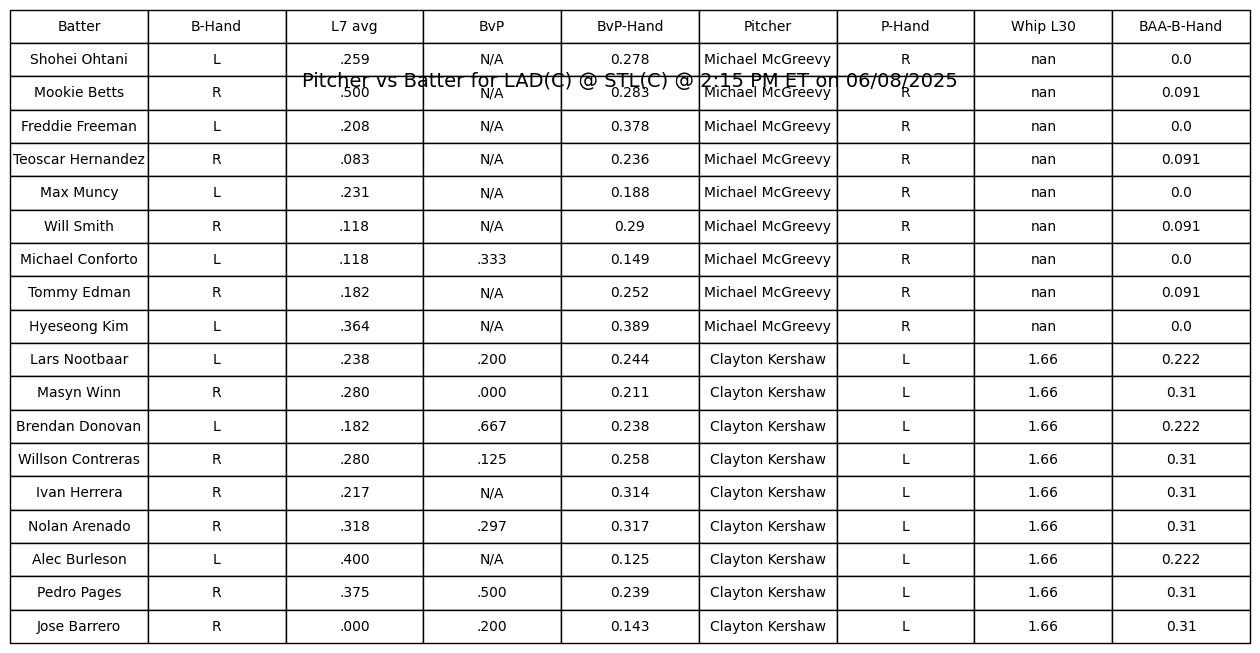 Batter B-Hand L7 avg BvP BvP-Hand Pitcher P-Hand Whip L30 BAA-B-Hand
Shohei Ohtani L .259 N/A 0.278 Michael McGreevy R nan 0.0
Pitcher vs Batter for LAD(C) @ STL(C) @ 2:15 PM ET on 06/08/2025
Mookie Betts R .500 N/A 0.283 Michael McGreevy R nan 0.091
Freddie Freeman L .208 N/A 0.378 Michael McGreevy R nan 0.0
Teoscar Hernandez R .083 N/A 0.236 Michael McGreevy R nan 0.091
Max Muncy L .231 N/A 0.188 Michael McGreevy R nan 0.0
Will Smith R .118 N/A 0.29 Michael McGreevy R nan 0.091
Michael Conforto L .118 .333 0.149 Michael McGreevy R nan 0.0
Tommy Edman R .182 N/A 0.252 Michael McGreevy R nan 0.091
Hyeseong Kim L .364 N/A 0.389 Michael McGreevy R nan 0.0
Lars Nootbaar L .238 .200 0.244 Clayton Kershaw L 1.66 0.222
Masyn Winn R .280 .000 0.211 Clayton Kershaw L 1.66 0.31
Brendan Donovan L .182 .667 0.238 Clayton Kershaw L 1.66 0.222
Willson Contreras R .280 .125 0.258 Clayton Kershaw L 1.66 0.31
Ivan Herrera R .217 N/A 0.314 Clayton Kershaw L 1.66 0.31
Nolan Arenado R .318 .297 0.317 Clayton Kershaw L 1.66 0.31
Alec Burleson L .400 N/A 0.125 Clayton Kershaw L 1.66 0.222
Pedro Pages R .375 .500 0.239 Clayton Kershaw L 1.66 0.31
Jose Barrero R .000 .200 0.143 Clayton Kershaw L 1.66 0.31